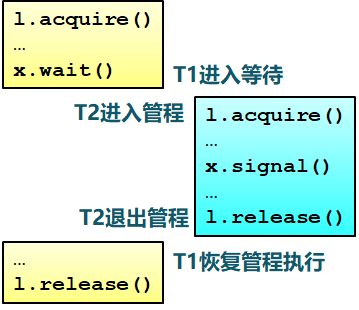 l.acquire()
…
x.wait()
T1进入等待
T2进入管程
l.acquire()
…
x.signal()
…
T2退出管程
l.release()
…
T1恢复管程执行
l.release()